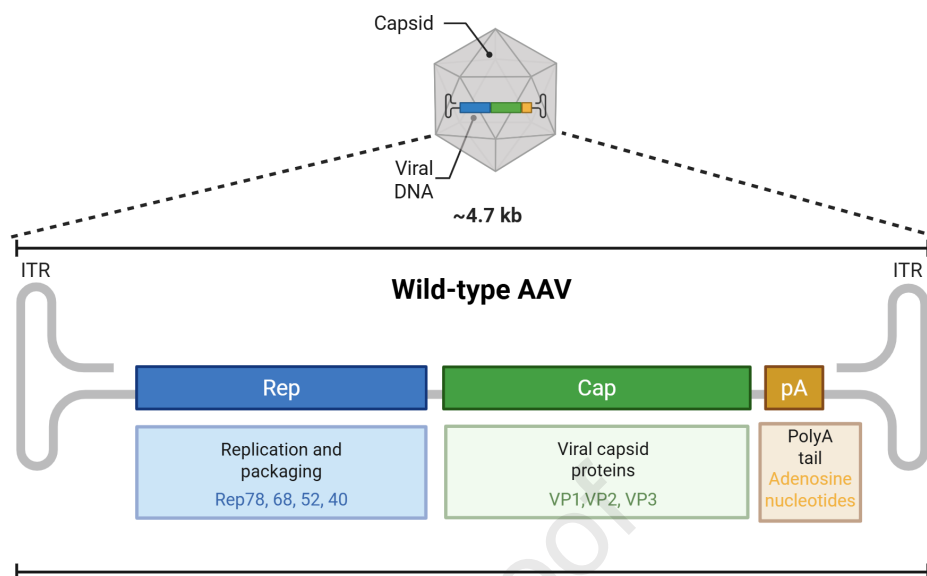 Capsid
Viral
DNA
~4.7 kb
ITR
ITR
Wild-type AAV
Rep
Cap
pA
Replication and
packaging
Rep78, 68, 52, 40
Viral capsid
proteins
VP1,VP2, VP3
PolyA
tail
Adenosine
nucleotides
oof